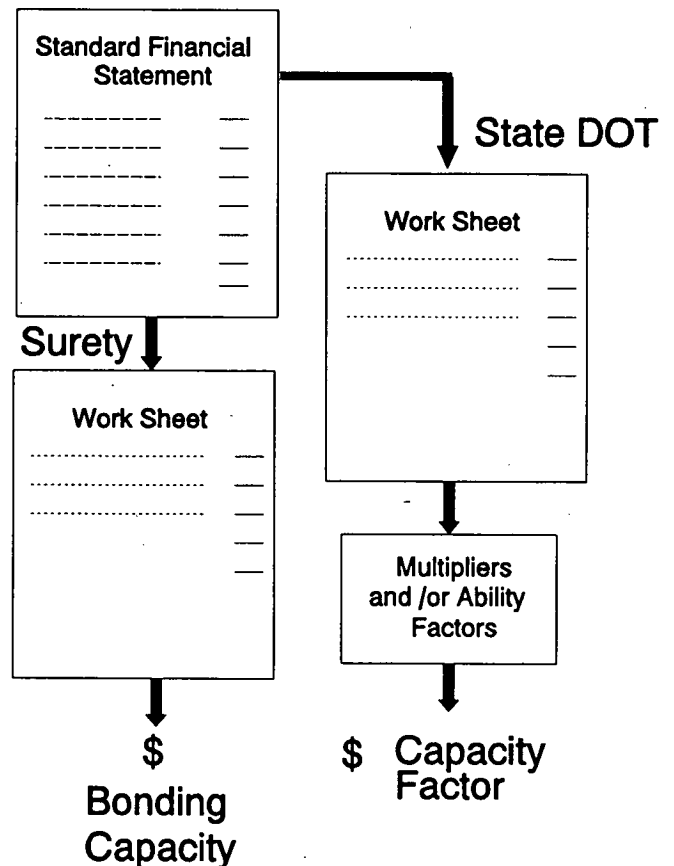 Standard Financial
Statement
State DOT
Work Sheet
Surety
Work Sheet
Multipliers
and /or Ability
Factors
$
Bonding
Capacity
$ Capacity
Factor